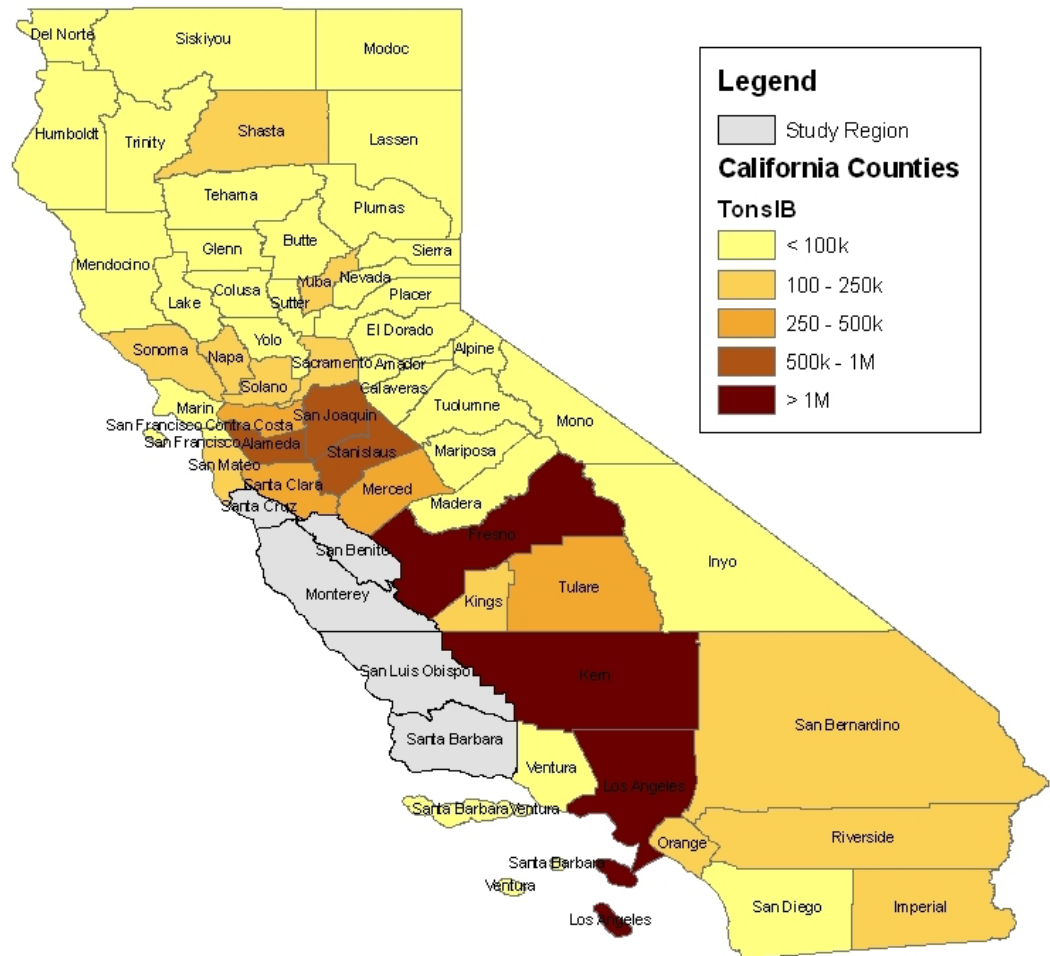 Del Norte
Siskiyou
Modoc
Humboldt
Trinity
Shasta
Lassen
Tehama
Plumas
Glenn
Butte
Sierra
Mendocino
Colusa
Yuba
Nevada
Lake
Sutter
Placer
Yolo
El Dorado
Sonoma
Napa
Sacramento
Amador
Alpine
Solano
Calaveras
Marin
Tuolumne
Mono
San Francisco
Contra Costa
San Joaquin
San Francisco
Alameda
Stanislaus
Mariposa
San Mateo
Santa Clara
Merced
Madera
Santa Cruz
Fresno
San Benito
Inyo
Monterey
Kings
Tulare
San Luis Obispo
Kern
San Bernardino
Santa Barbara
Ventura
Los Angeles
Santa Barbara
Ventura
Orange
Riverside
Santa Barbara
Ventura
San Diego
Imperial
Los Angeles
Legend
Study Region
California Counties
TonsIB
< 100k
100 - 250k
250 - 500k
500k - 1M
> 1M